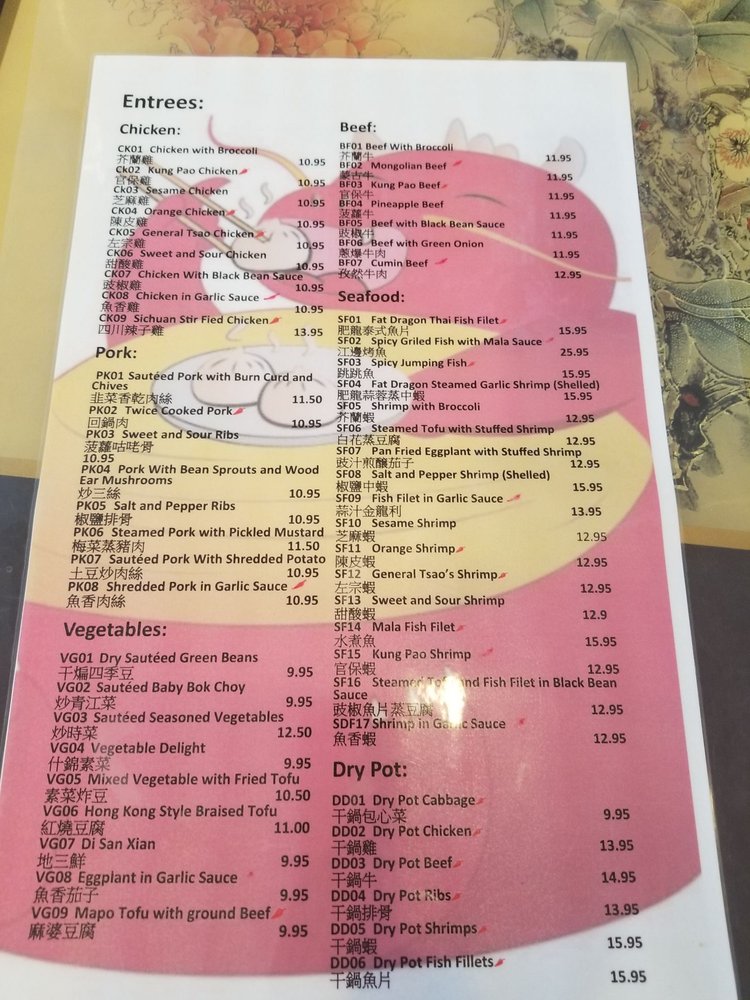 Entrees:
Chicken:
CK01 Chicken with Broccoli
芥蘭雞 10.95
Ck02 Kung Pao Chicken
官保雞 10.95
Ck03 Sesame Chicken
芝麻雞 10.95
CK04 Orange Chicken
陳皮雞
CK05 General Tsao Chicken
左宗雞 10.95
CK06 Sweet and Sour Chicken
甜酸雞 10.95
CK07 Chicken With Black Bean Sauce
豉椒雞 10.95
CK08 Chicken in Garlic Sauce
魚香雞 10.95
CK09 Sichuan Stir Fied Chicken
四川辣子雞 13.95
Pork:
PK01 Sautéed Pork with Burn Curd and
Chives
韭菜香乾肉絲 11.50
PK02 Twice Cooked Pork
回鍋肉 10.95
PK03 Sweet and Sour Ribs
菠蘿咕咾骨
10.95
PK04 Pork With Bean Sprouts and Wood
Ear Mushrooms
炒三絲 10.95
PK05 Salt and Pepper Ribs
椒鹽排骨 10.95
PK06 Steamed Pork with Pickled Mustard
梅菜蒸豬肉 11.50
PK07 Sautéed Pork With Shredded Potato
土豆炒肉絲 10.95
PK08 Shredded Pork in Garlic Sauce
魚香肉絲 10.95
Vegetables:
VG01 Dry Sautéed Green Beans
干煸四季豆 9.95
VG02 Sautéed Baby Bok Choy
炒青江菜 9.95
VG03 Sautéed Seasoned Vegetables
炒時菜 12.50
VG04 Vegetable Delight
什錦素菜 9.95
VG05 Mixed Vegetable with Fried Tofu
素菜炸豆 10.50
VG06 Hong Kong Style Braised Tofu
紅燒豆腐 11.00
VG07 Di San Xian
地三鮮 9.95
VG08 Eggplant in Garlic Sauce
魚香茄子 9.95
VG09 Mapo Tofu with ground Beef
麻婆豆腐 9.95
Beef:
BF01 Beef With Broccoli
芥蘭牛 11.95
BF02 Mongolian Beef
蒙古牛 11.95
BF03 Kung Pao Beef
官保牛 11.95
BF04 Pineapple Beef
菠蘿牛 11.95
BF05 Beef with Black Bean Sauce
豉椒牛 11.95
BF06 Beef with Green Onion
蔥爆牛肉 11.95
BF07 Cumin Beef
孜然牛肉 12.95
Seafood:
SF01 Fat Dragon Thai Fish Filet
肥龍泰式魚片 15.95
SF02 Spicy Griled Fish with Mala Sauce
江邊烤魚 25.95
SF03 Spicy Jumping Fish
跳跳魚 15.95
SF04 Fat Dragon Steamed Garlic Shrimp (Shelled)
肥龍蒜蓉蒸中蝦 15.95
SF05 Shrimp with Broccoli
芥蘭蝦 12.95
SF06 Steamed Tofu with Stuffed Shrimp
白花蒸豆腐 12.95
SF07 Pan Fried Eggplant with Stuffed Shrimp
豉汁煎釀茄子 12.95
SF08 Salt and Pepper Shrimp (Shelled)
椒鹽中蝦 15.95
SF09 Fish Filet in Garlic Sauce
蒜汁金龍利 13.95
SF10 Sesame Shrimp
芝麻蝦 12.95
SF11 Orange Shrimp
陳皮蝦 12.95
SF12 General Tsao's Shrimp
左宗蝦 12.95
SF13 Sweet and Sour Shrimp
甜酸蝦 12.9
SF14 Mala Fish Filet
水煮魚 15.95
SF15 Kung Pao Shrimp
官保蝦 12.95
SF16 Steamed Tofu and Fish Filet in Black Bean
Sauce
豉椒魚片蒸豆腐 12.95
SDF17 Shrimp in Garlic Sauce
魚香蝦 12.95
Dry Pot:
DD01 Dry Pot Cabbage
干鍋包心菜 9.95
DD02 Dry Pot Chicken
干鍋雞 13.95
DD03 Dry Pot Beef
干鍋牛 14.95
DD04 Dry Pot Ribs
干鍋排骨 13.95
DD05 Dry Pot Shrimps
干鍋蝦 15.95
DD06 Dry Pot Fish Fillets
干鍋魚片 15.95